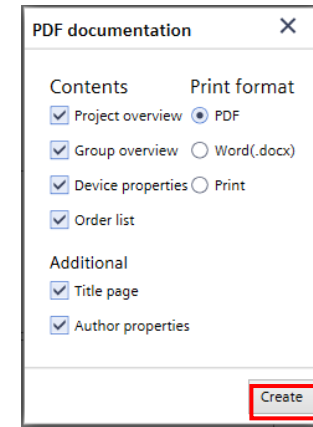 PDF documentation
Contents Print format
Project overview PDF
Group overview Word(.docx)
Device properties Print
Order list
Additional
Title page
Author properties
Create